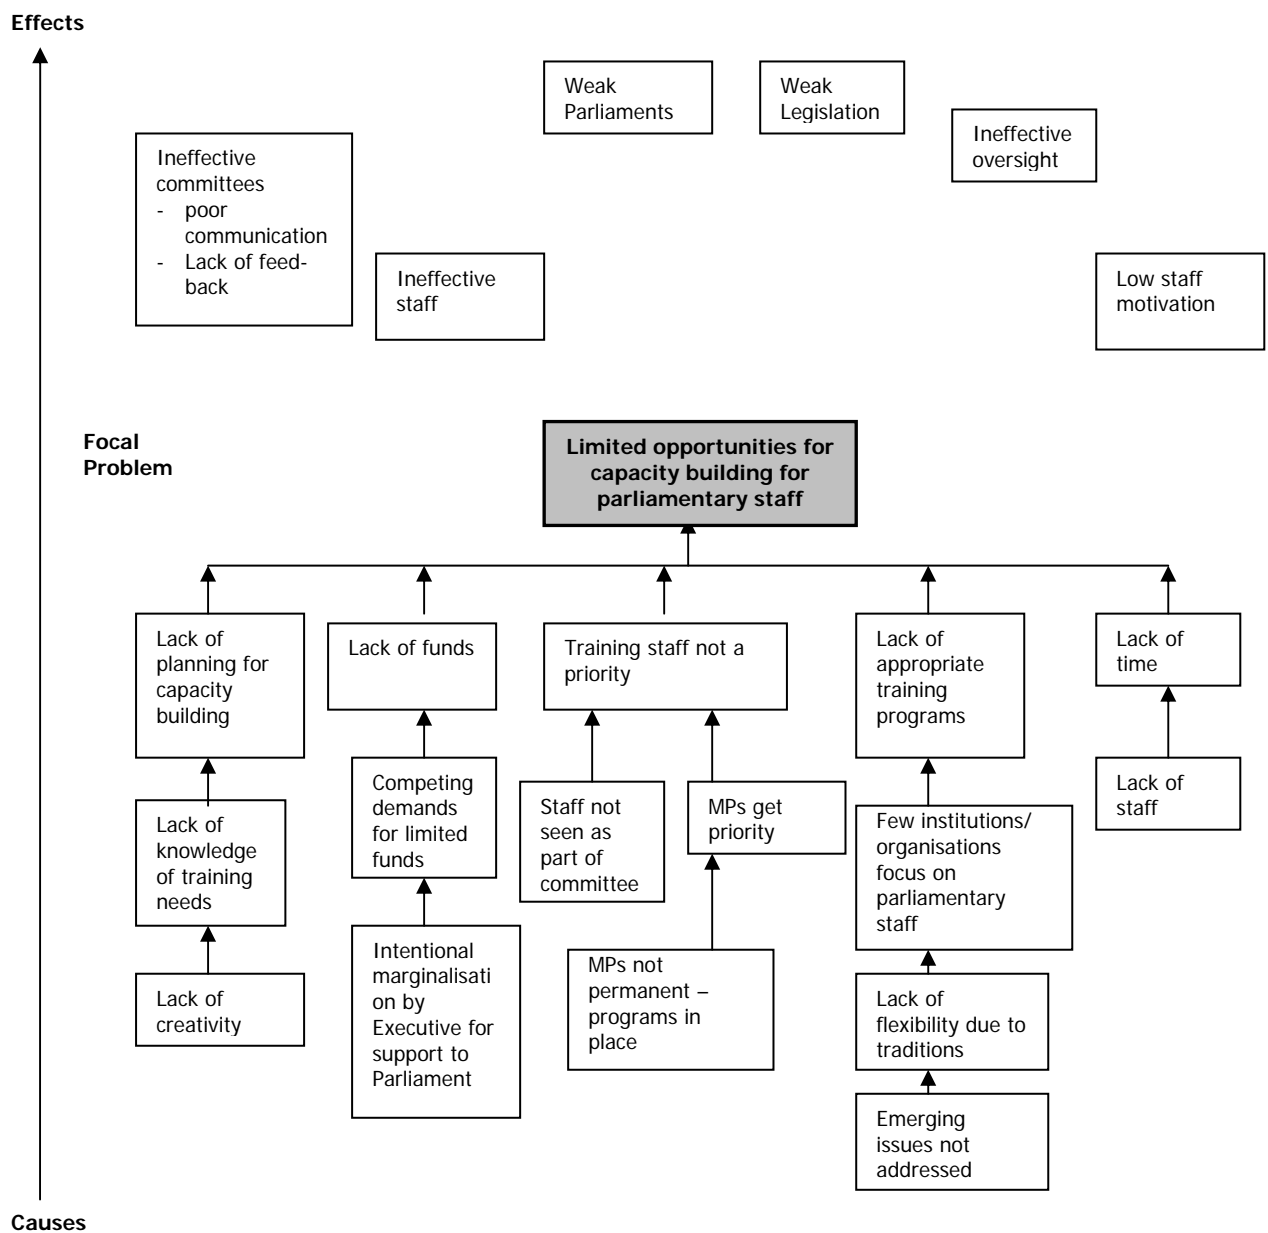 Effects
Weak
Parliaments
Weak
Legislation
Ineffective
oversight
Ineffective
committees
- poor
communication
- Lack of feed-
back
Ineffective
staff
Low staff
motivation
Focal
Problem
Limited opportunities for
capacity building for
parliamentary staff
Lack of
planning for
capacity
building
Lack of funds
Training staff not a
priority
Lack of
appropriate
training
programs
Lack of
time
Lack of
knowledge
of training
needs
Competing
demands
for limited
funds
Staff not
seen as
part of
committee
MPs get
priority
Few institutions/
organisations
focus on
parliamentary
staff
Lack of
staff
Lack of
creativity
Intentional
marginalisati
on by
Executive for
support to
Parliament
MPs not
permanent –
programs in
place
Lack of
flexibility due to
traditions
Emerging
issues not
addressed
Causes